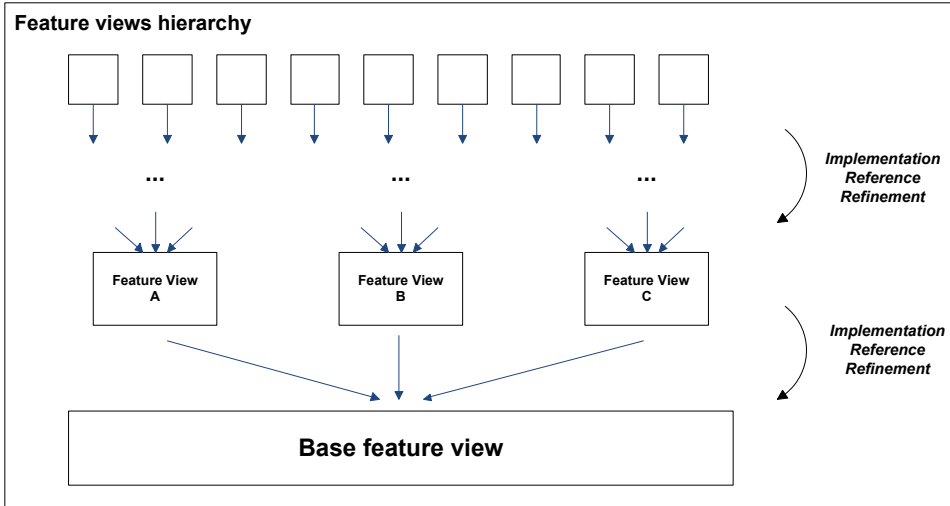 Feature views hierarchy
... ... ...
Implementation
Reference
Refinement
Feature View
A
Feature View
B
Feature View
C
Implementation
Reference
Refinement
Base feature view